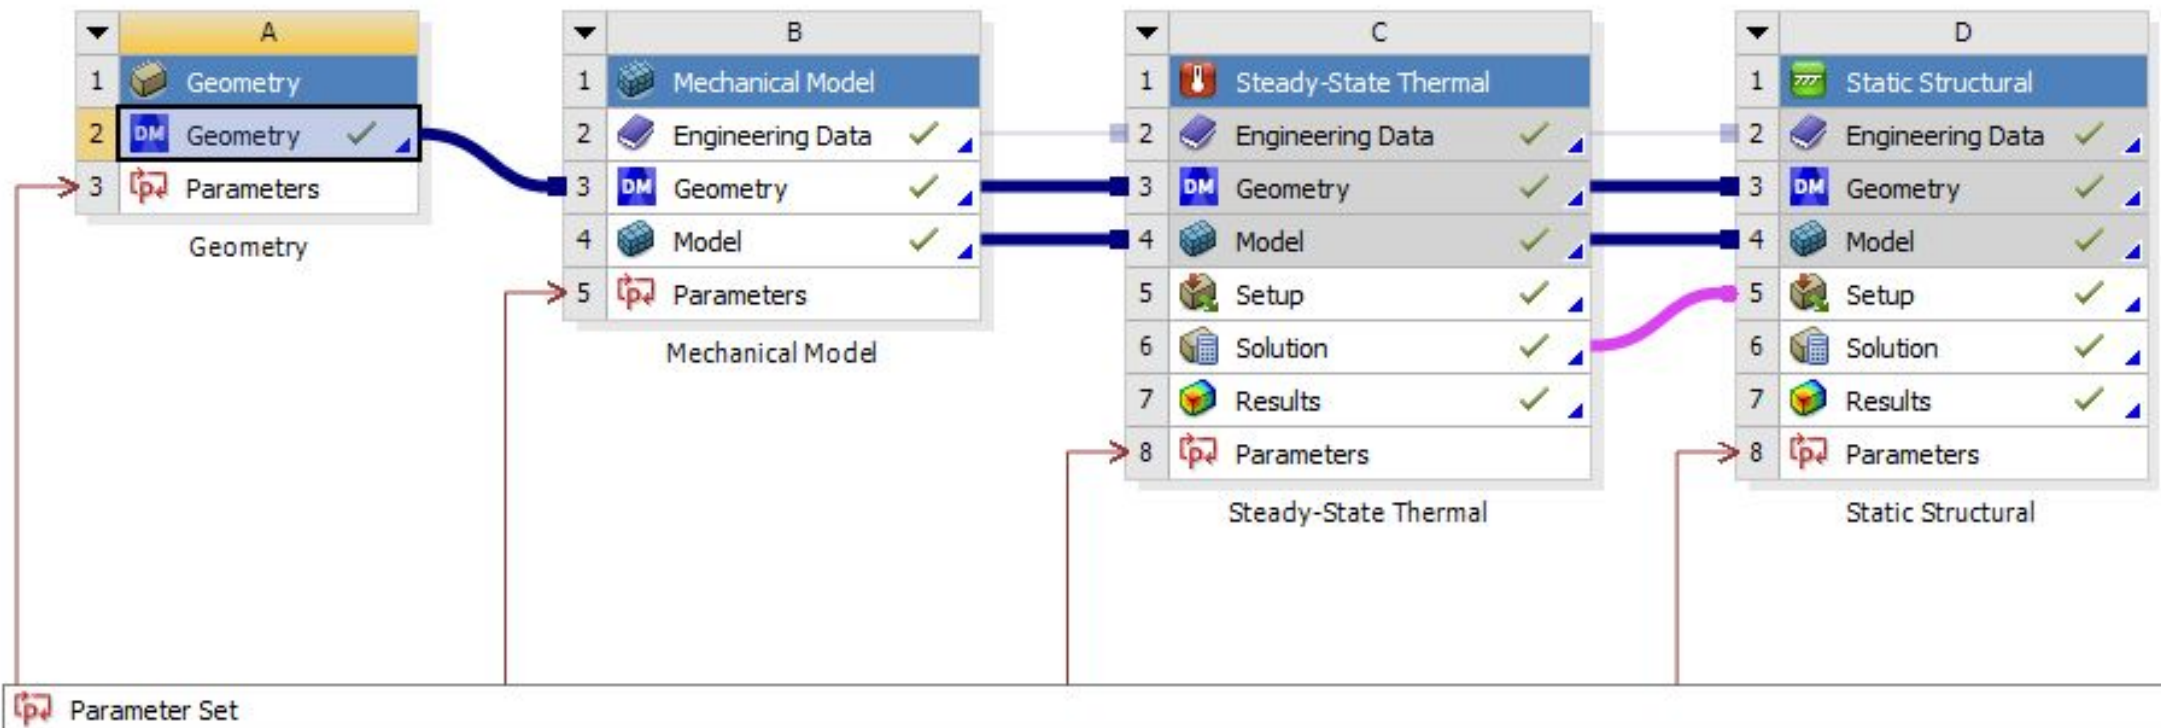 A
1 Geometry
2 DM Geometry
3 Parameters
Geometry
B
1 Mechanical Model
2 Engineering Data
3 DM Geometry
4 Model
5 Parameters
Mechanical Model
C
1 Steady-State Thermal
2 Engineering Data
3 DM Geometry
4 Model
5 Setup
6 Solution
7 Results
8 Parameters
Steady-State Thermal
D
1 Static Structural
2 Engineering Data
3 DM Geometry
4 Model
5 Setup
6 Solution
7 Results
8 Parameters
Static Structural
Parameter Set